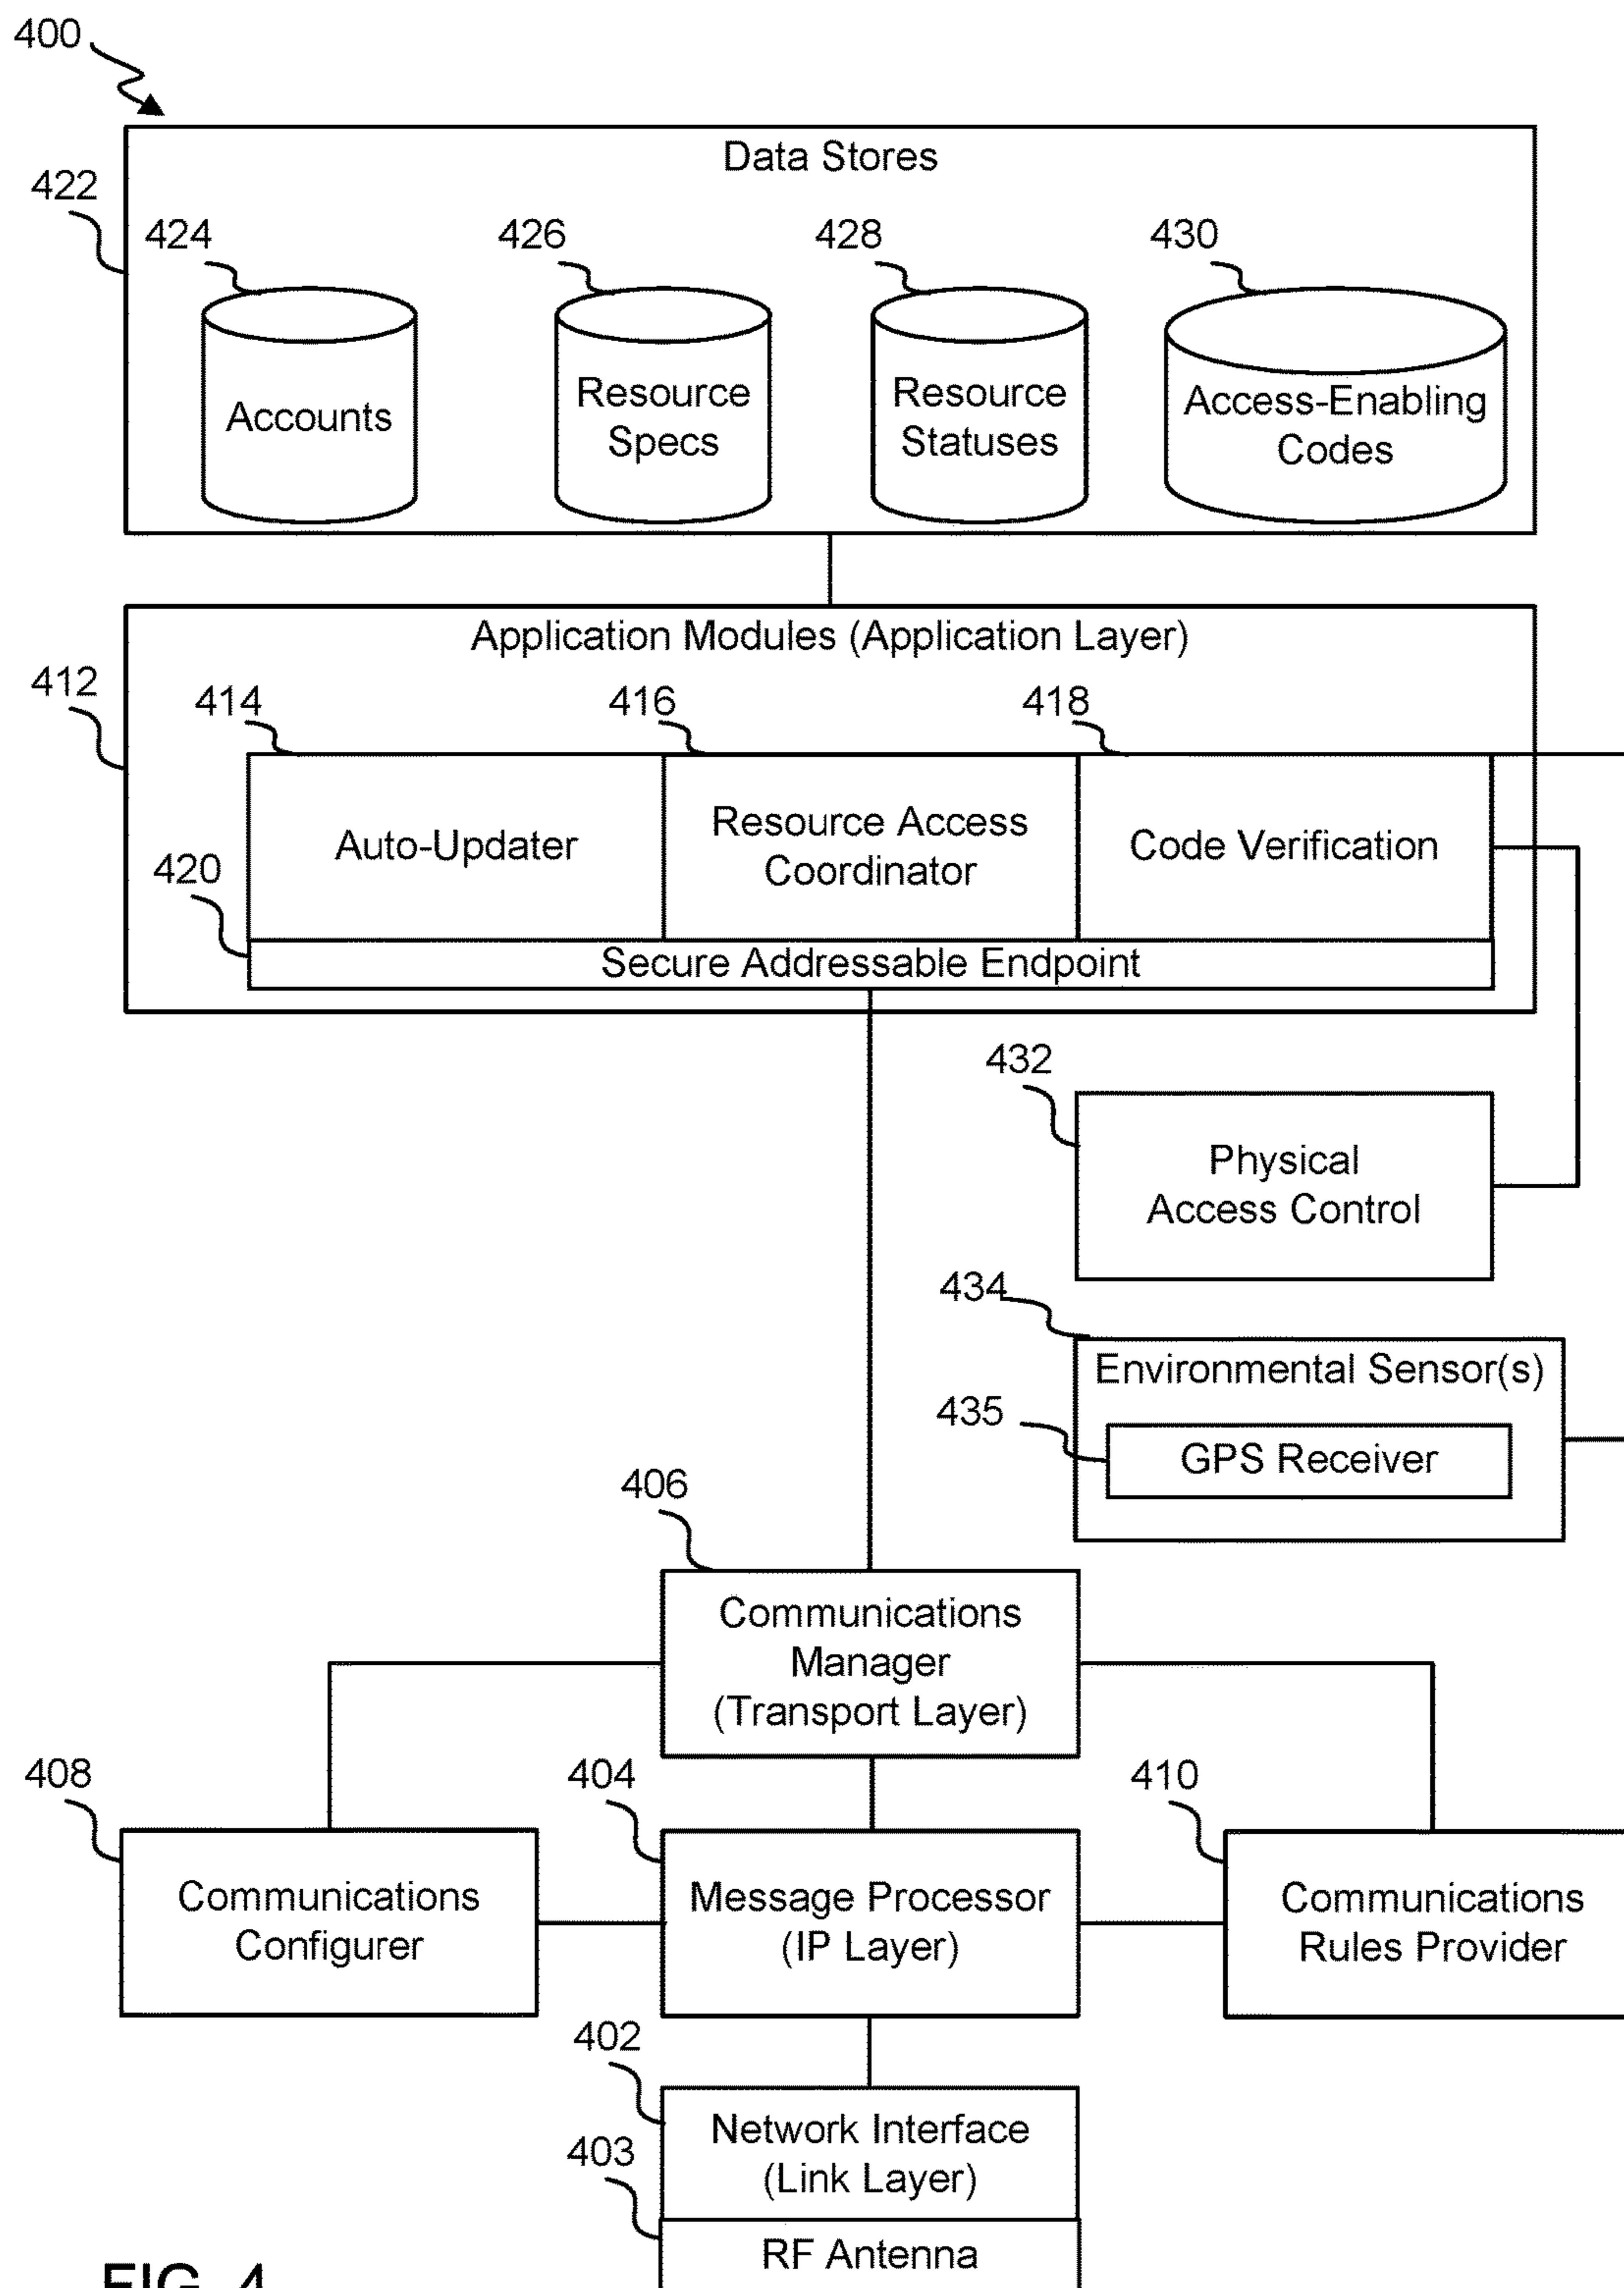 400
Data Stores
422
424
426
428
430
Accounts
Resource
Specs
Resource
Statuses
Access-Enabling
Codes
Application Modules (Application Layer)
412
414
416
418
Auto-Updater
Resource Access
Coordinator
Code Verification
420
Secure Addressable Endpoint
432
Physical
Access Control
434
Environmental Sensor(s)
435
GPS Receiver
406
Communications
Manager
(Transport Layer)
408
404
410
Communications
Configurer
Message Processor
(IP Layer)
Communications
Rules Provider
402
Network Interface
(Link Layer)
403
RF Antenna
FIG. 4